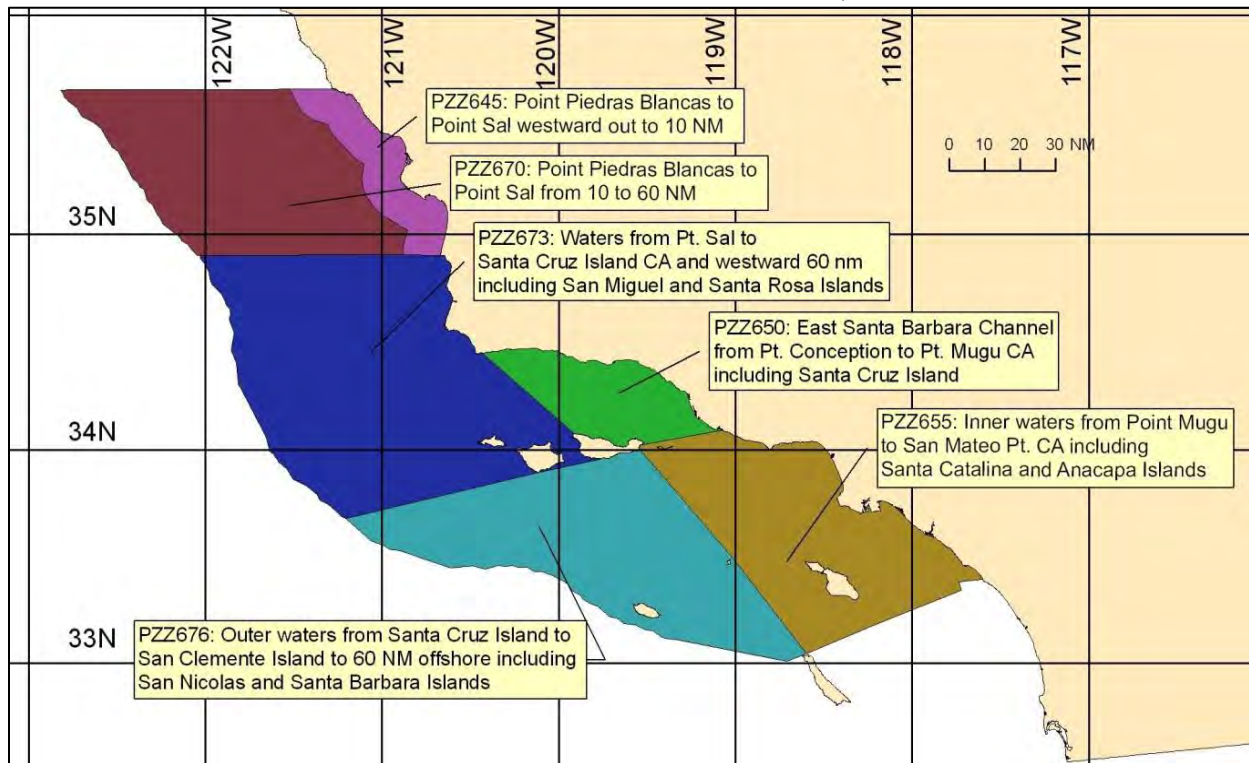 122W
121W
120W
119W
118W
117W
PZZ645: Point Piedras Blancas to
Point Sal westward out to 10 NM
0 10 20 30 NM
PZZ670: Point Piedras Blancas to
Point Sal from 10 to 60 NM
35N
PZZ673: Waters from Pt. Sal to
Santa Cruz Island CA and westward 60 nm
including San Miguel and Santa Rosa Islands
PZZ650: East Santa Barbara Channel
from Pt. Conception to Pt. Mugu CA
including Santa Cruz Island
34N
PZZ655: Inner waters from Point Mugu
to San Mateo Pt. CA including
Santa Catalina and Anacapa Islands
33N
PZZ676: Outer waters from Santa Cruz Island to
San Clemente Island to 60 NM offshore including
San Nicolas and Santa Barbara Islands